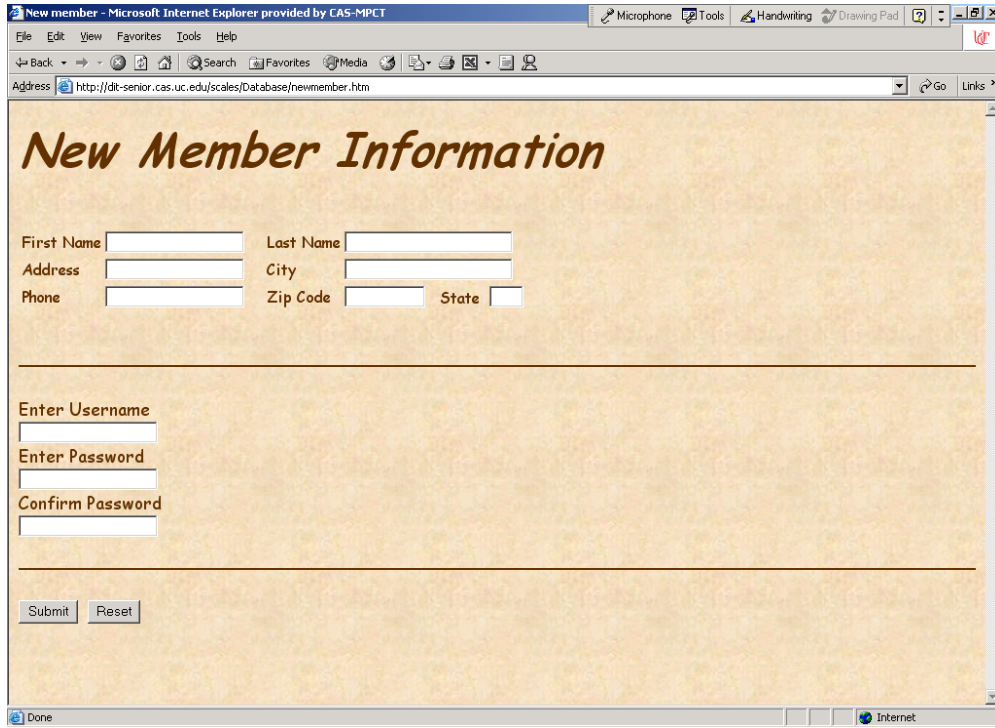 New member - Microsoft Internet Explorer provided by CAS-MPCT
Microphone Tools Handwriting Drawing Pad
File Edit View Favorites Tools Help
Back Search Favorites Media
Address http://dit-senior.cas.uc.edu/scales/Database/newmember.htm Go Links
New Member Information
First Name Last Name
Address City
Phone Zip Code State
Enter Username
Enter Password
Confirm Password
Submit Reset
Done Internet